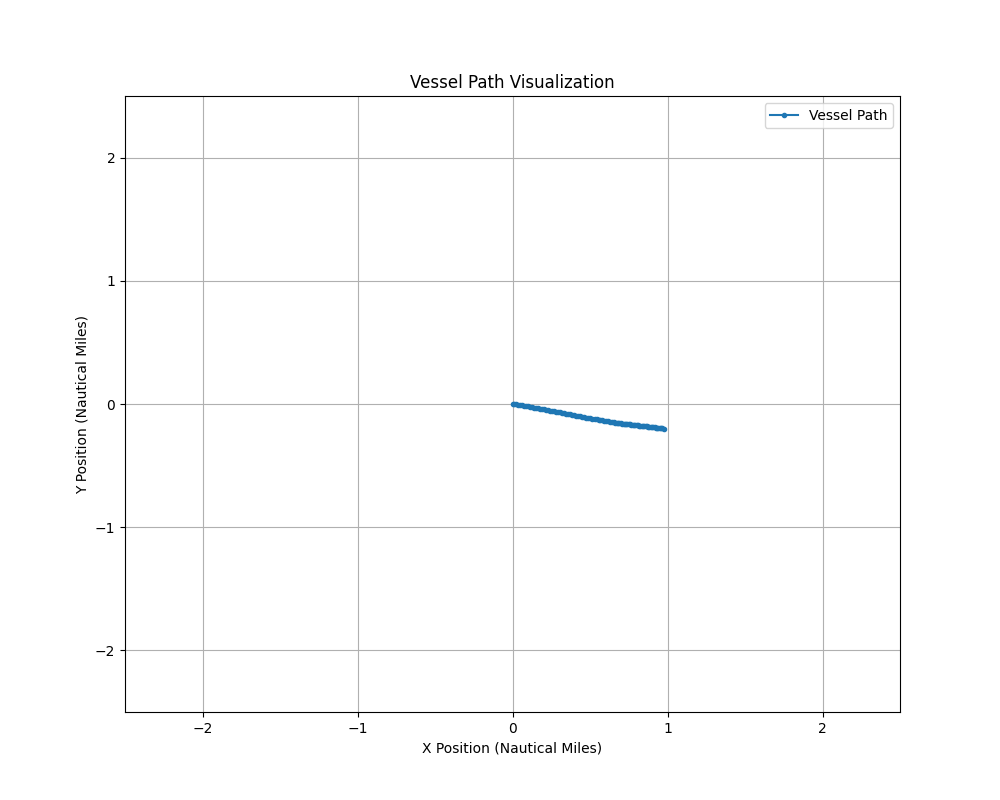 Vessel Path Visualization
Vessel Path
2
1
0
−1
−2
Y Position (Nautical Miles)
−2
−1
0
1
2
X Position (Nautical Miles)